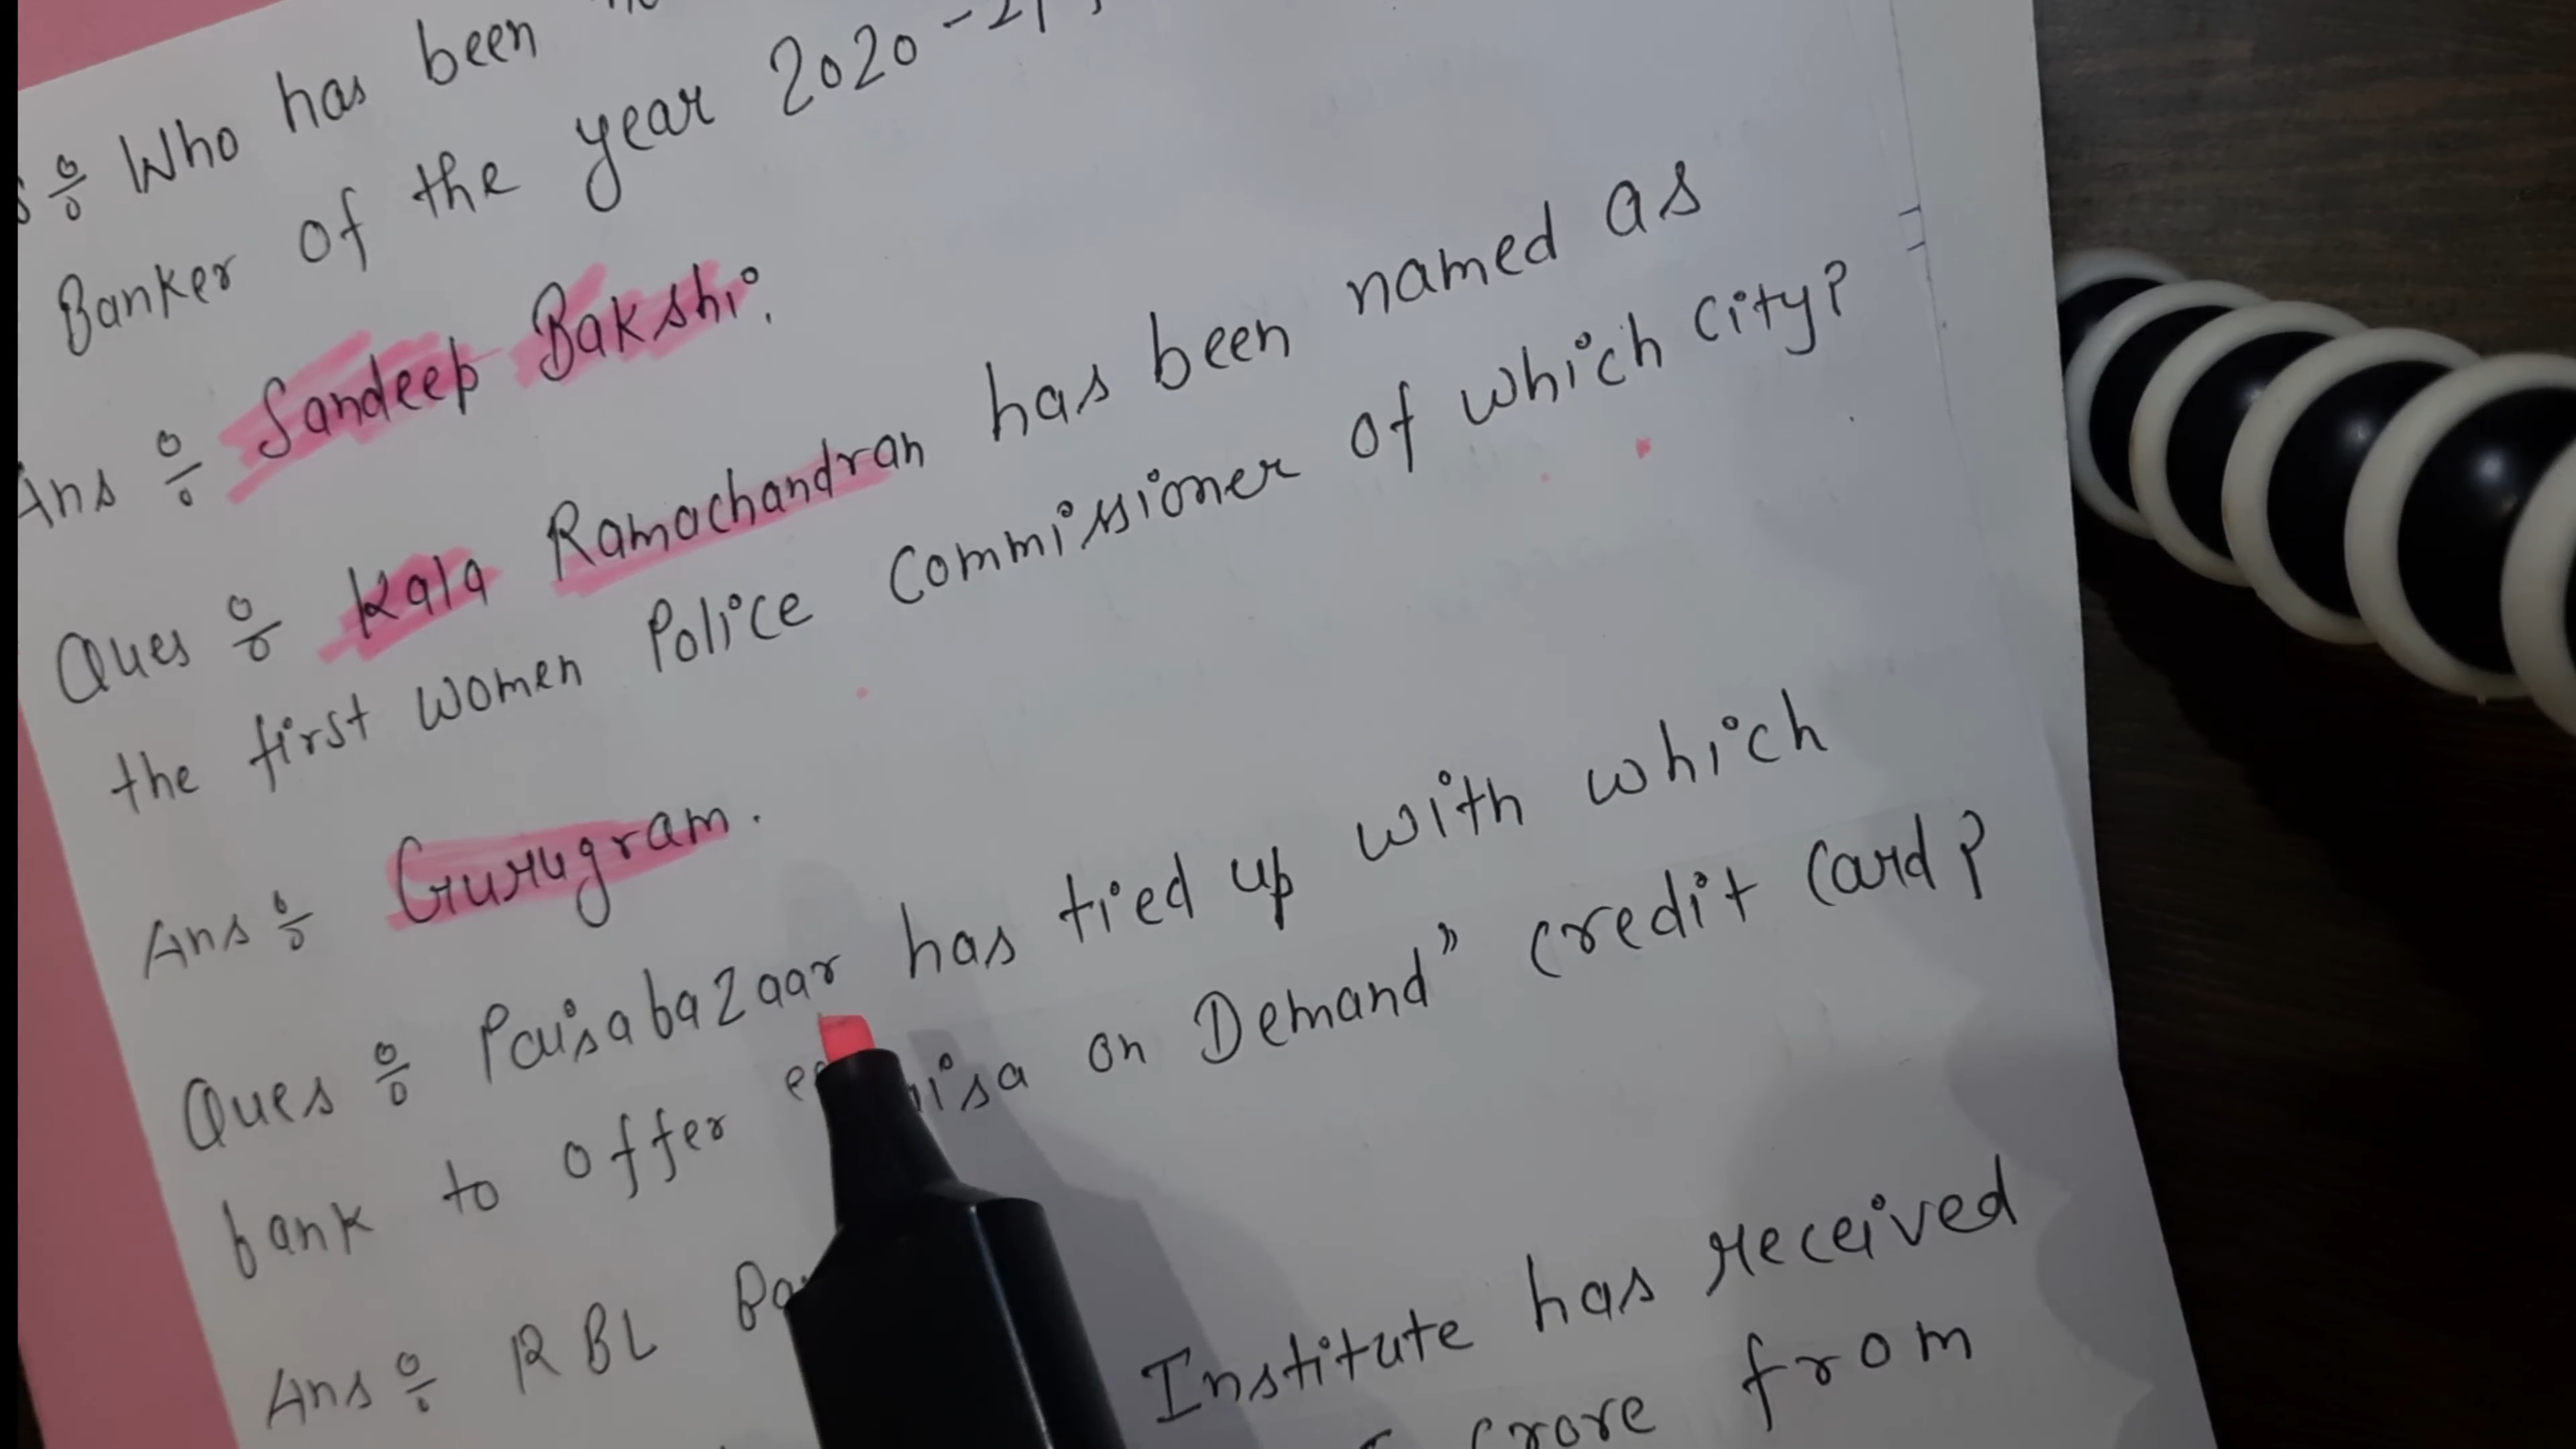 Who has been
Banker of the year 2020-21
Ans : Sandeep Bakshi.
Ques : Kala Ramachandran has been named as
the first women Police Commissioner of which city?
Ans : Gurugram.
Ques : Paisabazaar has tied up with which
bank to offer on Demand" credit Card?
Ans : RBL
Institute has received
crore from